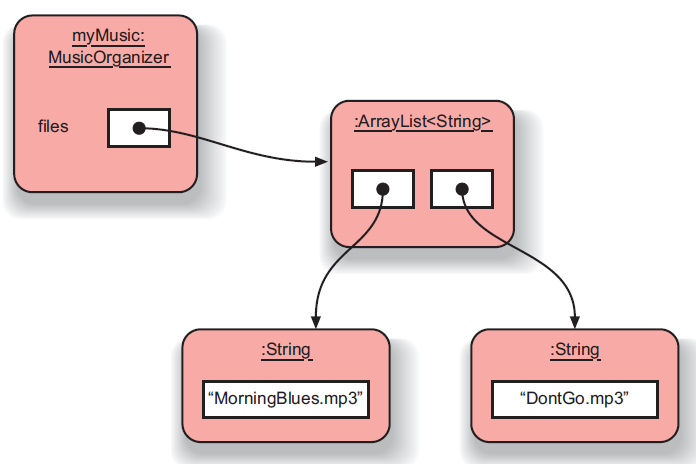 myMusic:
MusicOrganizer
files
:ArrayList<String>
:String
“MorningBlues.mp3”
:String
“DontGo.mp3”